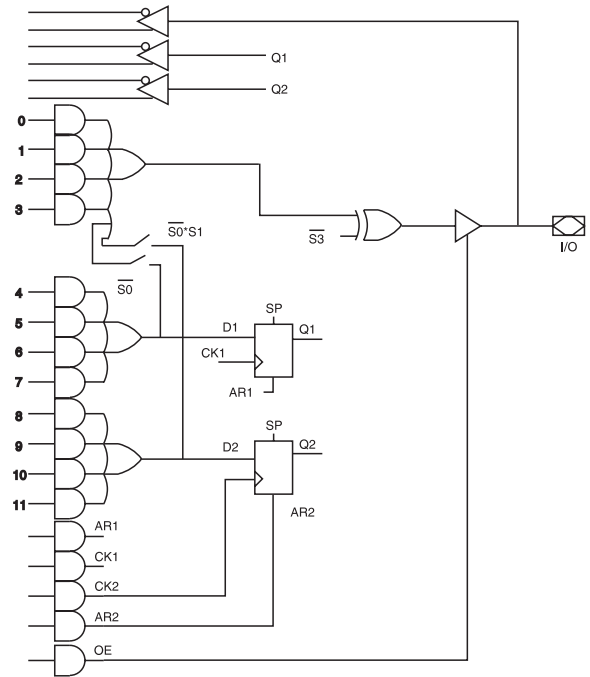 Q1
Q2
0
1
2
3
S0*S1
S3
I/O
S0
4
5
6
7
SP
D1
Q1
CK1
AR1
8
9
10
11
SP
D2
Q2
AR2
AR1
CK1
CK2
AR2
OE